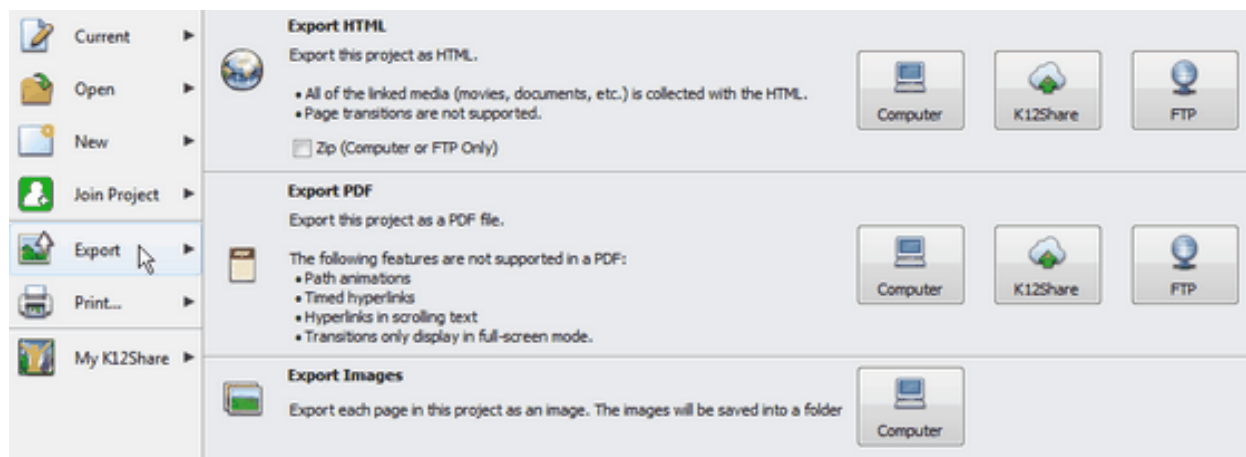 Current
Open
New
Join Project
Export
Print...
My K12Share
Export HTML
Export this project as HTML.
• All of the linked media (movies, documents, etc.) is collected with the HTML.
• Page transitions are not supported.
Zip (Computer or FTP Only)
Computer
K12Share
FTP
Export PDF
Export this project as a PDF file.
The following features are not supported in a PDF:
• Path animations
• Timed hyperlinks
• Hyperlinks in scrolling text
• Transitions only display in full-screen mode.
Computer
K12Share
FTP
Export Images
Export each page in this project as an image. The images will be saved into a folder
Computer